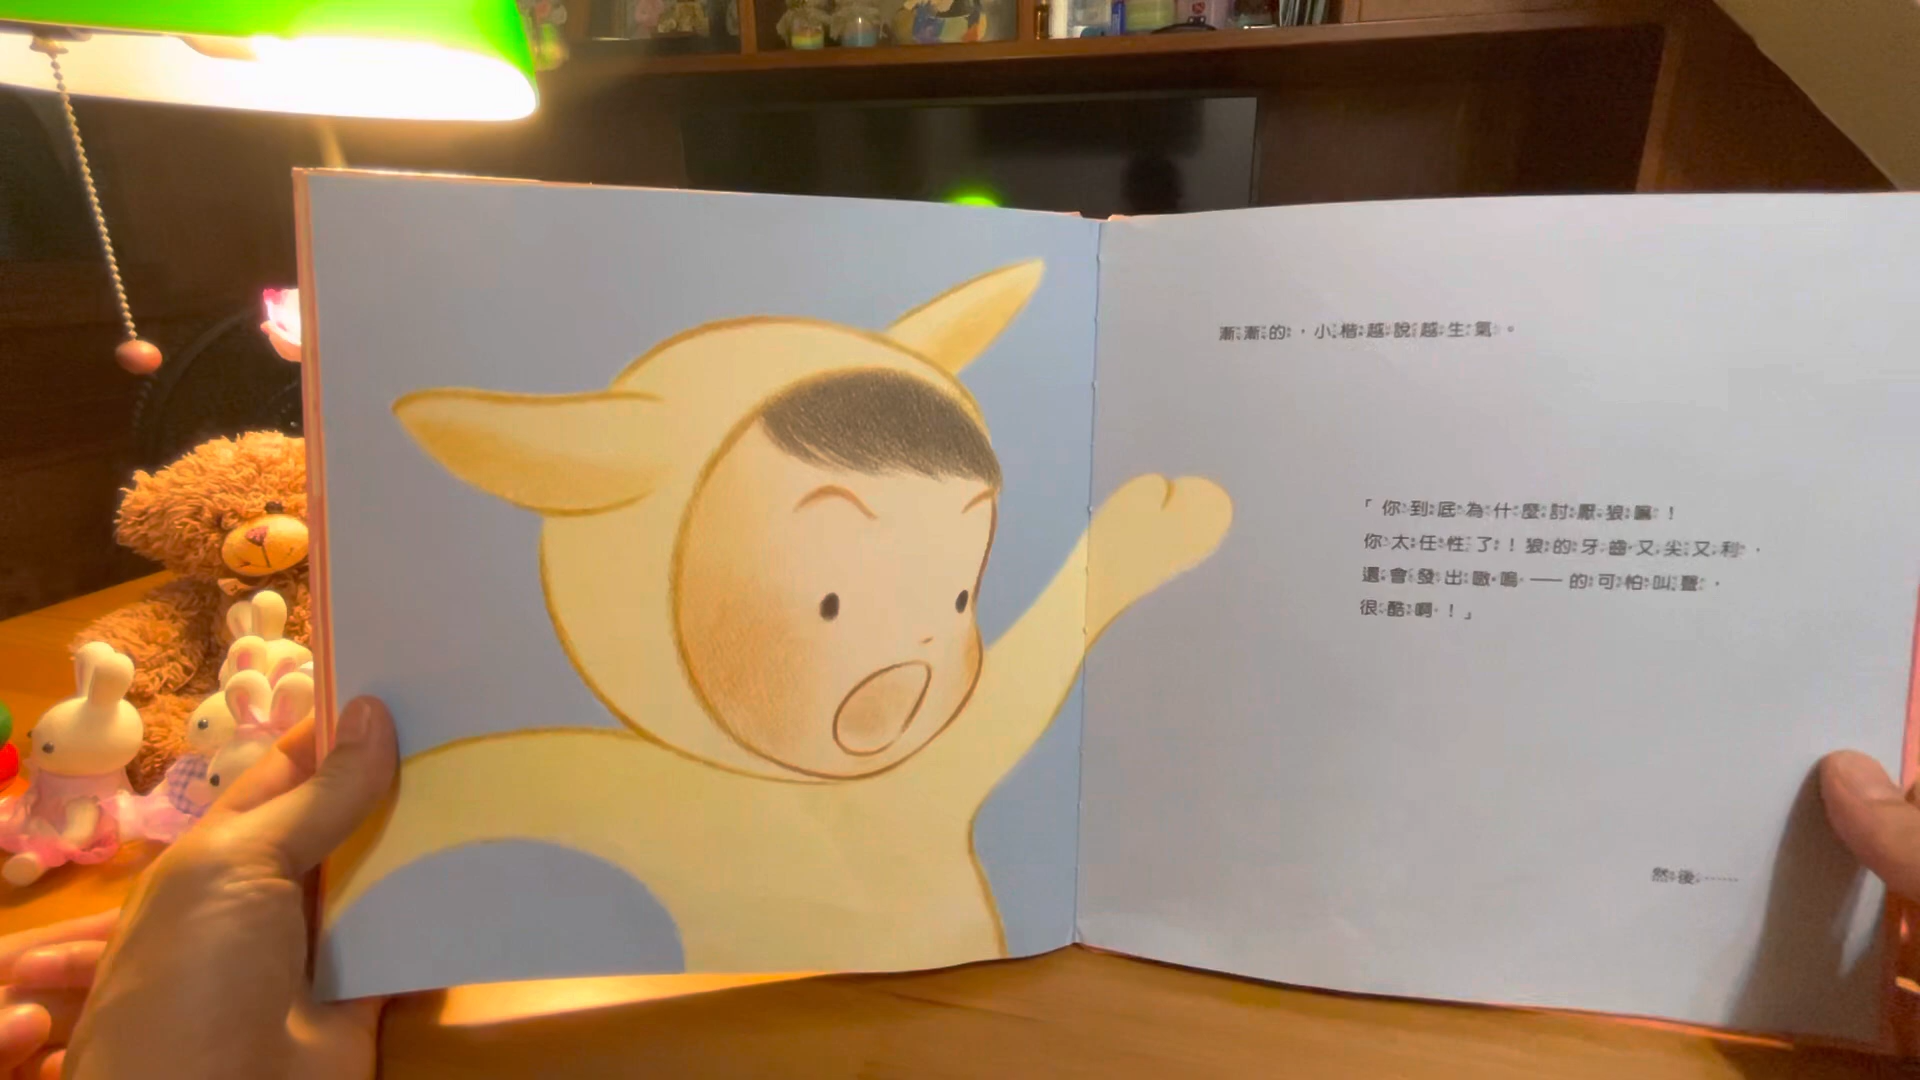 漸漸的，小楷越說越生氣。
「你到底為什麼討厭狼嘛！
你太任性了！狼的牙齒又尖又利，
還會發出嗷嗚──的可怕叫聲，
很酷啊！」
然後……